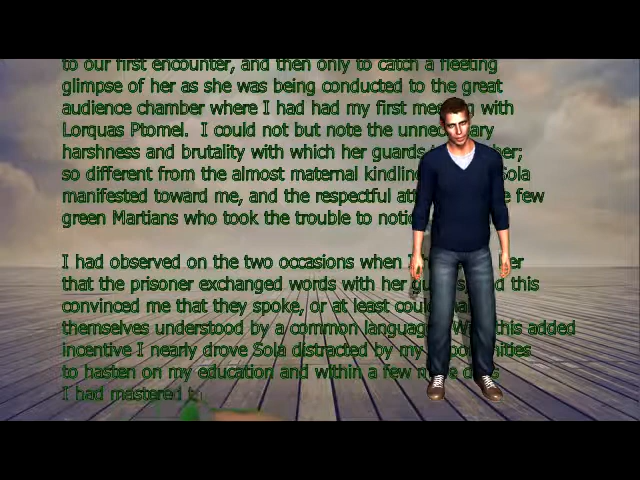 to our first encounter, and then only to catch a fleeting
glimpse of her as she was being conducted to the great
audience chamber where I had had my first with
Lorquas Ptomel. I could not but note the
harshness and brutality with which her guards her;
so different from the almost maternal Sola
manifested toward me, and the respectful few
green Martians who took the trouble to
I had observed on the two occasions when
that the prisoner exchanged words with her this
convinced me that they spoke, or at least
themselves understood by a common this added
incentive I nearly drove Sola distracted by my
to hasten on my education and within a few
I had mastered